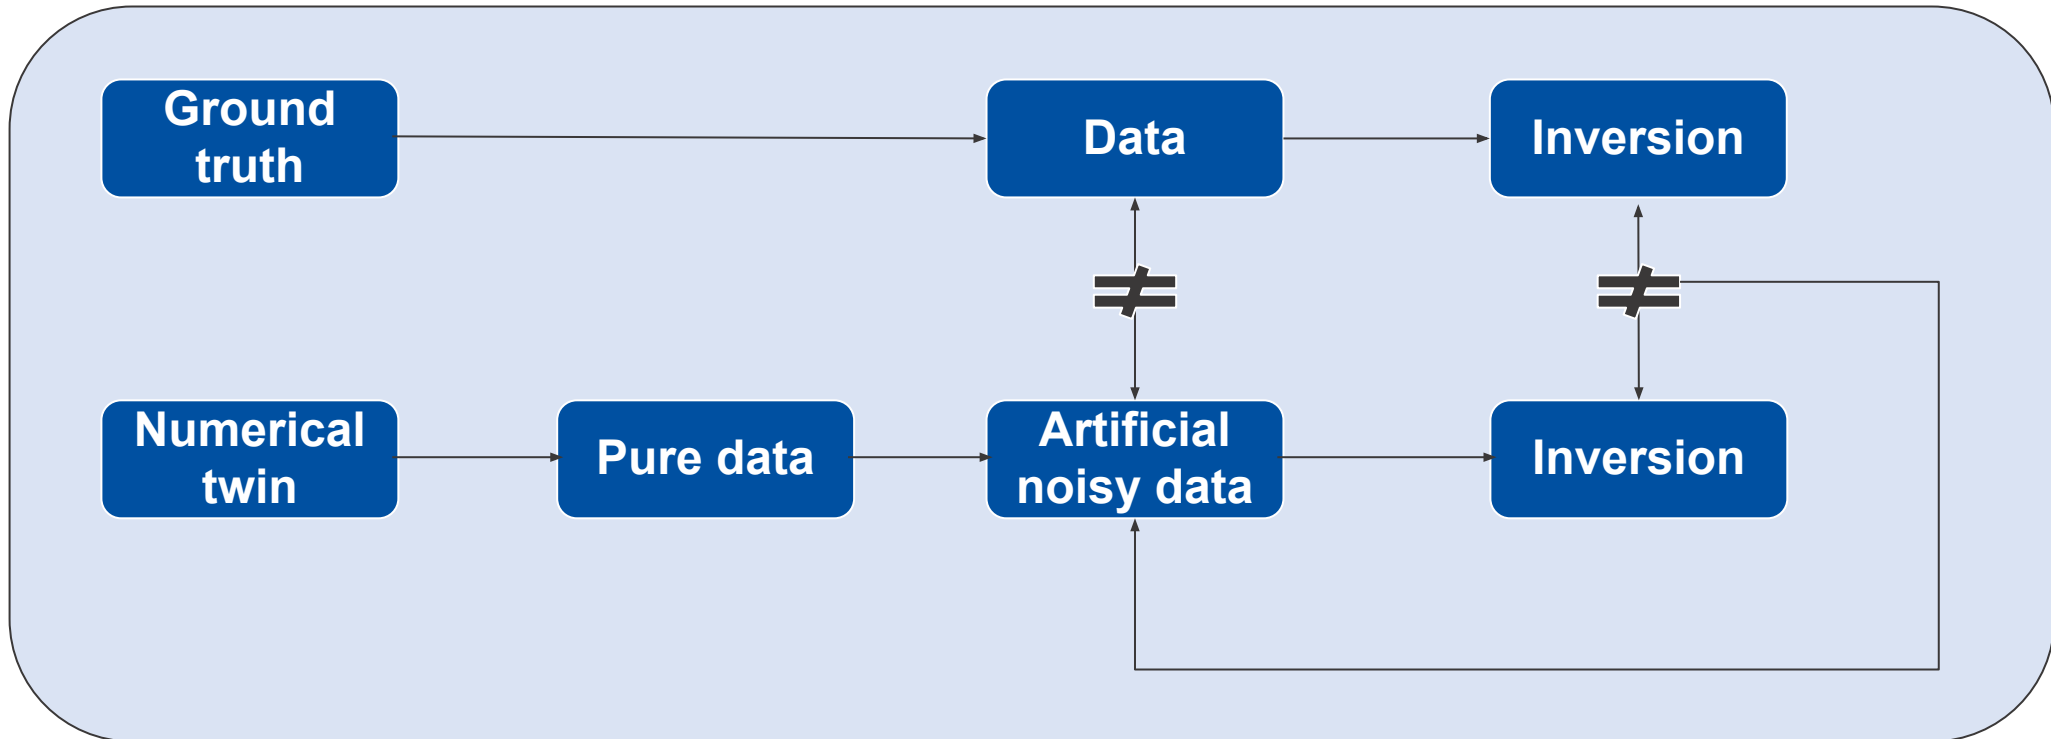 Ground
truth
Data
Inversion
≠
≠
Numerical
twin
Pure data
Artificial
noisy data
Inversion